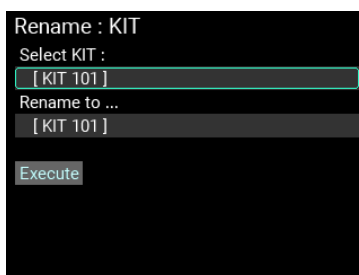 Rename : KIT
Select KIT :
[ KIT 101 ]
Rename to ...
[ KIT 101 ]
Execute